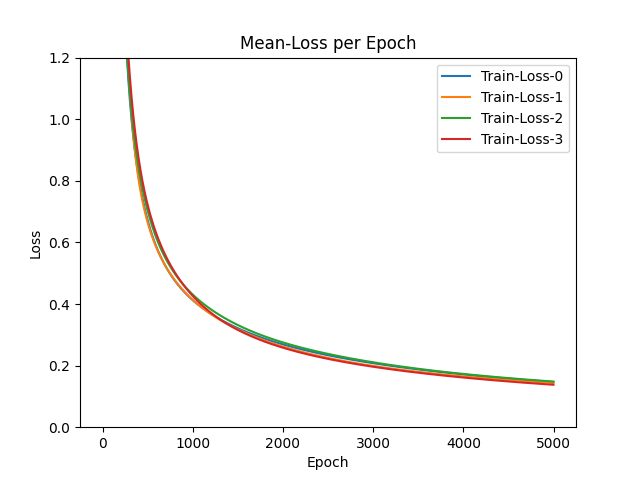 Mean-Loss per Epoch
1.2
1.0
0.8
0.6
0.4
0.2
0.0
Loss
Train-Loss-0
Train-Loss-1
Train-Loss-2
Train-Loss-3
0 1000 2000 3000 4000 5000
Epoch